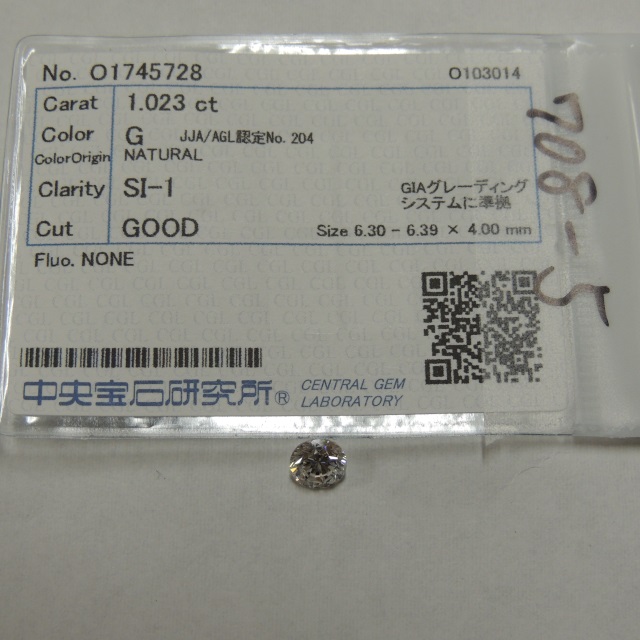 No. O1745728 O103014
Carat 1.023 ct
Color G JJA/AGL認定No. 204
ColorOrigin NATURAL
Clarity SI-1 GIAグレーディング
システムに準拠
Cut GOOD Size 6.30 - 6.39 × 4.00 mm
Fluo. NONE
中央宝石研究所® CENTRAL GEM
LABORATORY
708-5